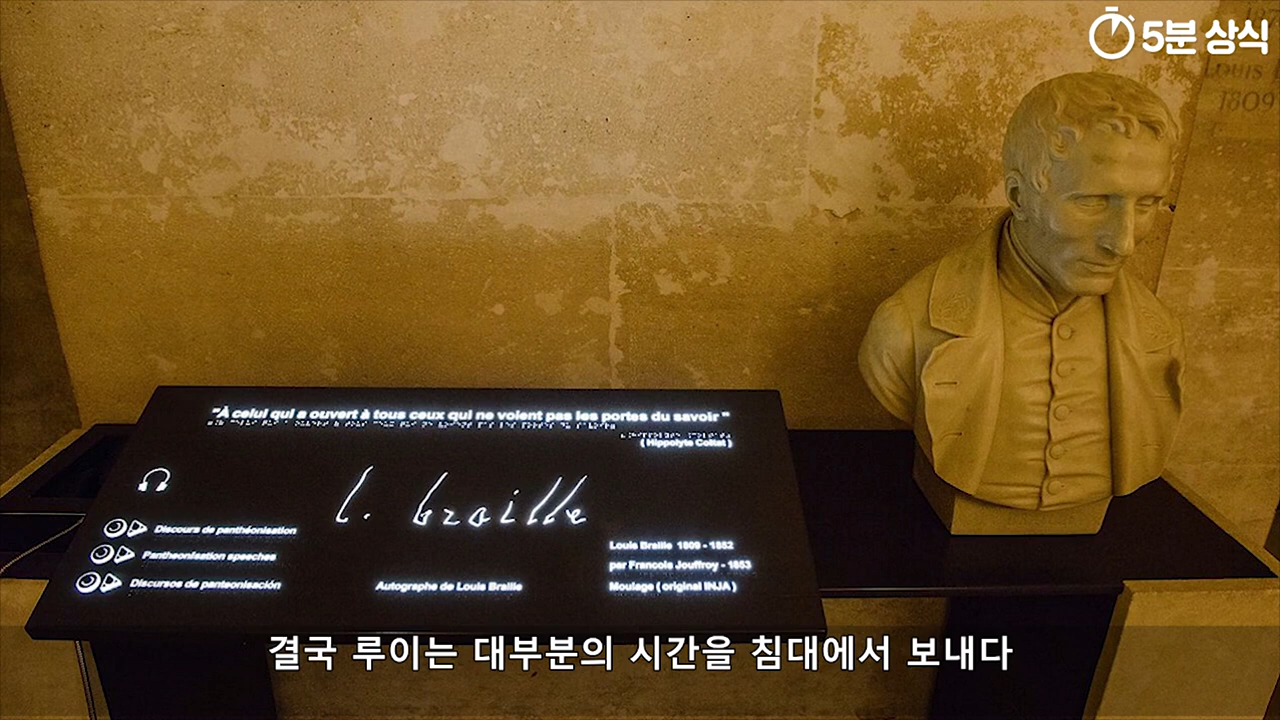 5분 상식
LOUIS
1809
"À celui qui a ouvert à tous ceux qui ne voient pas les portes du savoir"
( Hippolyte Coltat )
l. braille
Discours de panthéonisation
Pantheonisation speeches
Discursos de panteonisación
Autographe de Louis Braille
Louis Braille 1809 - 1852
par Francois Jouffroy - 1853
Moulage ( original INJA )
결국 루이는 대부분의 시간을 침대에서 보내다